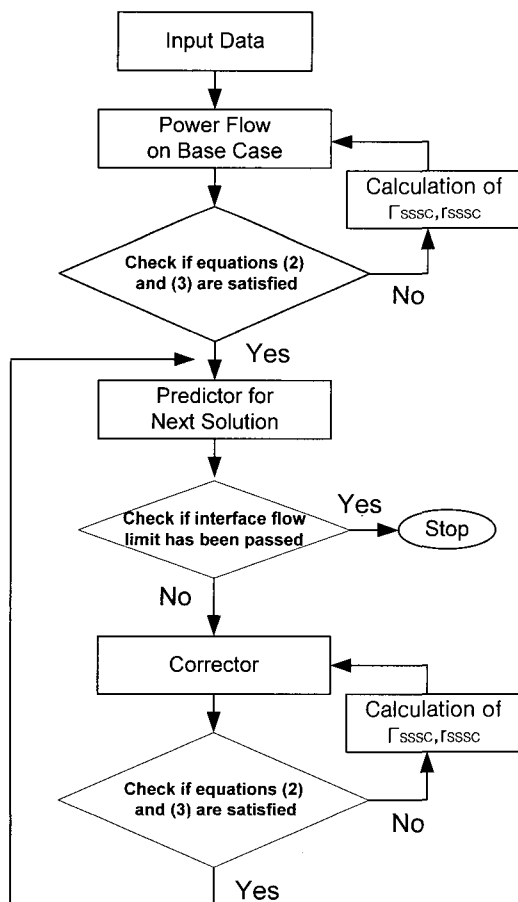 Input Data
Power Flow
on Base Case
Calculation of
Γsssc,rsssc
Check if equations (2)
and (3) are satisfied
No
Yes
Predictor for
Next Solution
Check if interface flow
limit has been passed
Yes
Stop
No
Corrector
Calculation of
Γsssc,rsssc
Check if equations (2)
and (3) are satisfied
No
Yes